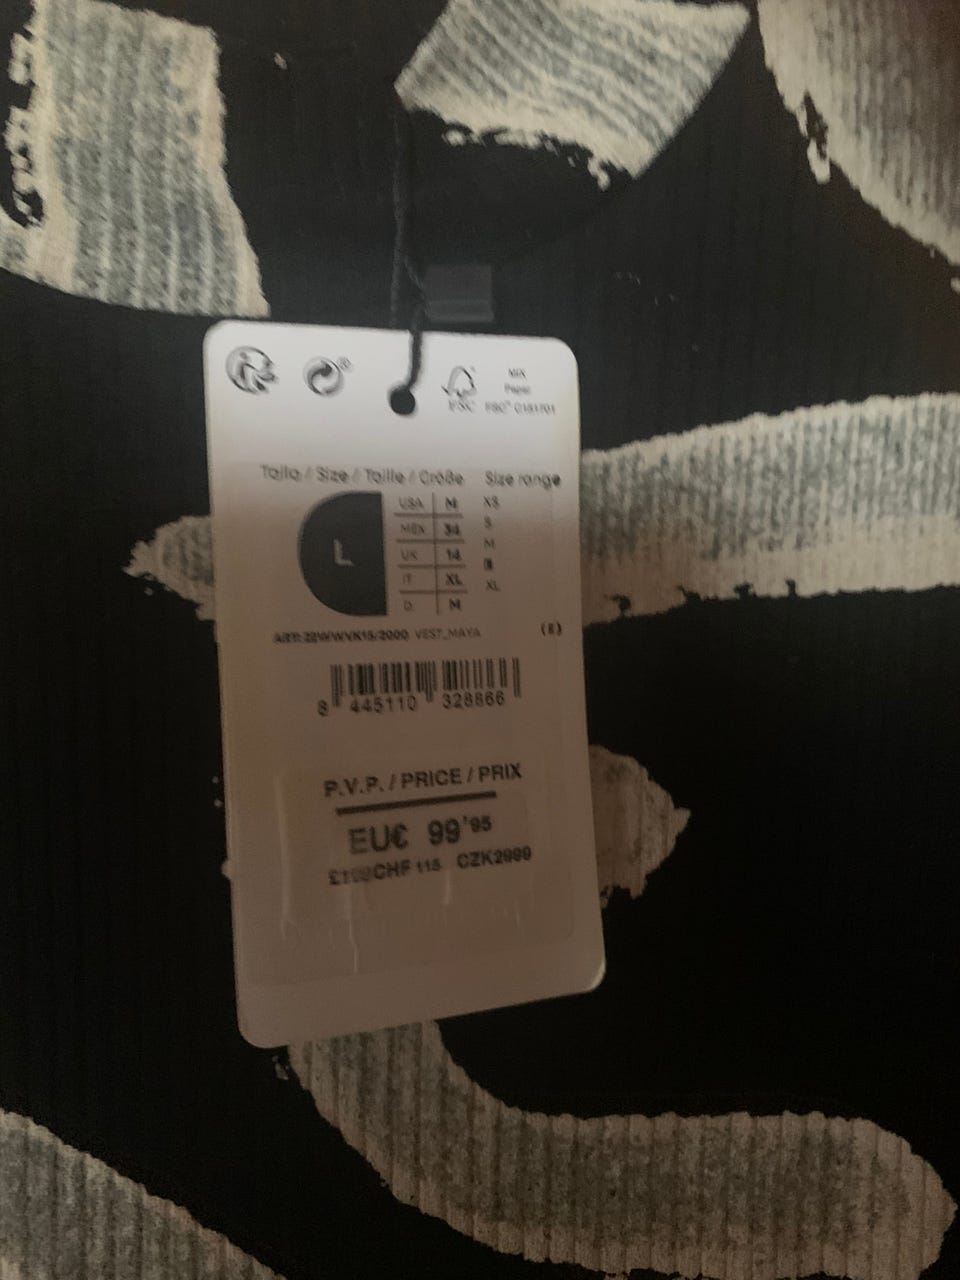 MIX
Paper
FSC FSC® C151701
Talla / Size / Taille / Größe Size range
L
USA M XS
MEX 34 S
UK 14 M
IT XL
D M XL
ART: 22WWVK15/2000 VEST_MAYA (E)
8 445110 328866
P.V.P. / PRICE / PRIX
EU€ 99'95
CHF 115 CZK2999